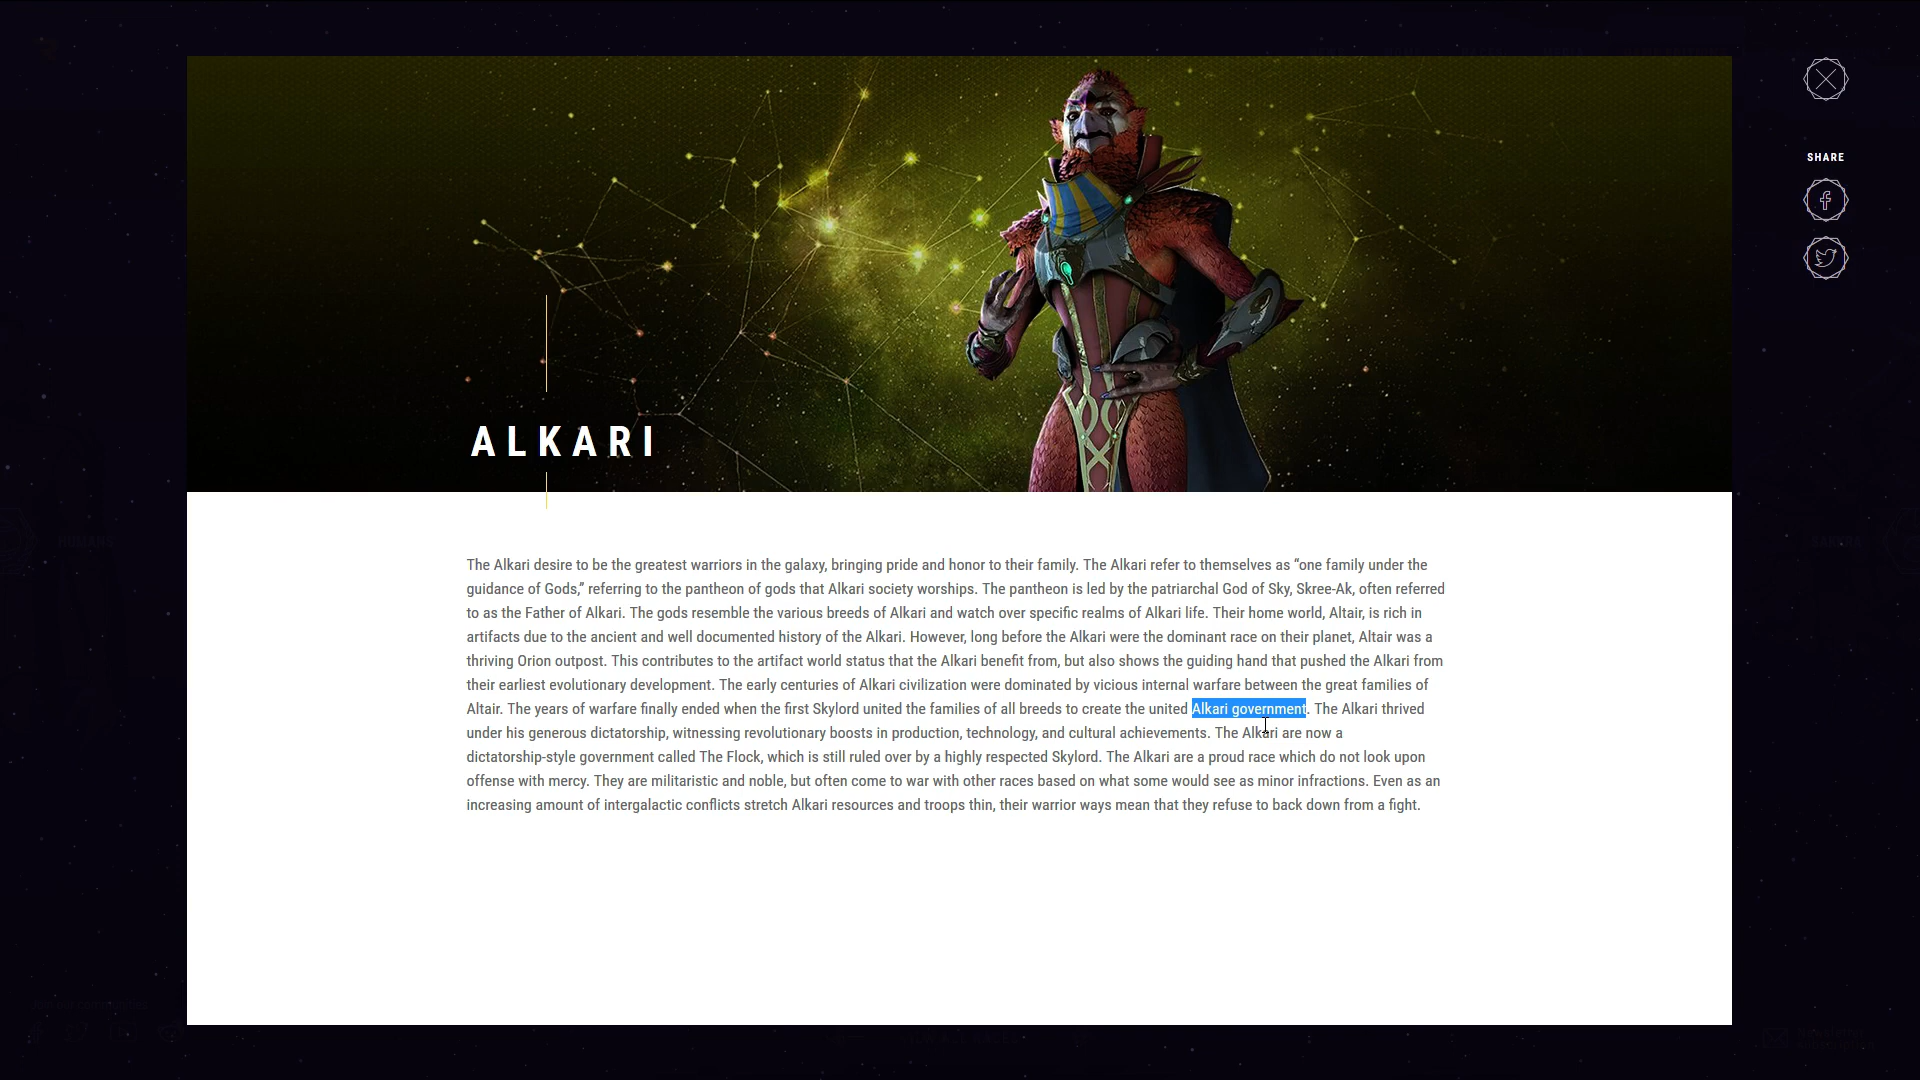 SHARE
ALKARI
The Alkari desire to be the greatest warriors in the galaxy, bringing pride and honor to their family. The Alkari refer to themselves as “one family under the
guidance of Gods,” referring to the pantheon of gods that Alkari society worships. The pantheon is led by the patriarchal God of Sky, Skree-Ak, often referred
to as the Father of Alkari. The gods resemble the various breeds of Alkari and watch over specific realms of Alkari life. Their home world, Altair, is rich in
artifacts due to the ancient and well documented history of the Alkari. However, long before the Alkari were the dominant race on their planet, Altair was a
thriving Orion outpost. This contributes to the artifact world status that the Alkari benefit from, but also shows the guiding hand that pushed the Alkari from
their earliest evolutionary development. The early centuries of Alkari civilization were dominated by vicious internal warfare between the great families of
Altair. The years of warfare finally ended when the first Skylord united the families of all breeds to create the united Alkari government. The Alkari thrived
under his generous dictatorship, witnessing revolutionary boosts in production, technology, and cultural achievements. The Alkari are now a
dictatorship-style government called The Flock, which is still ruled over by a highly respected Skylord. The Alkari are a proud race which do not look upon
offense with mercy. They are militaristic and noble, but often come to war with other races based on what some would see as minor infractions. Even as an
increasing amount of intergalactic conflicts stretch Alkari resources and troops thin, their warrior ways mean that they refuse to back down from a fight.
HUMANS